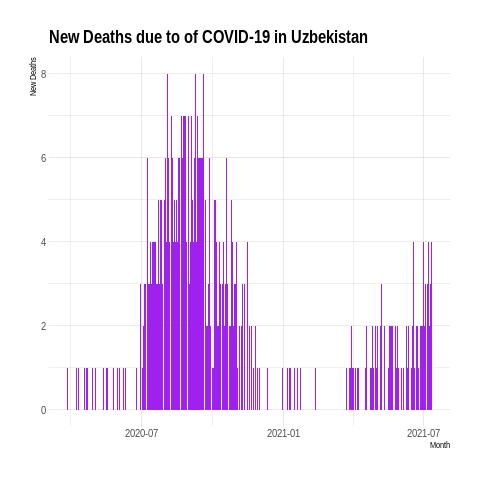 New Deaths due to of COVID-19 in Uzbekistan
New Deaths
8
6
4
2
0
2020-07
2021-01
2021-07
Month